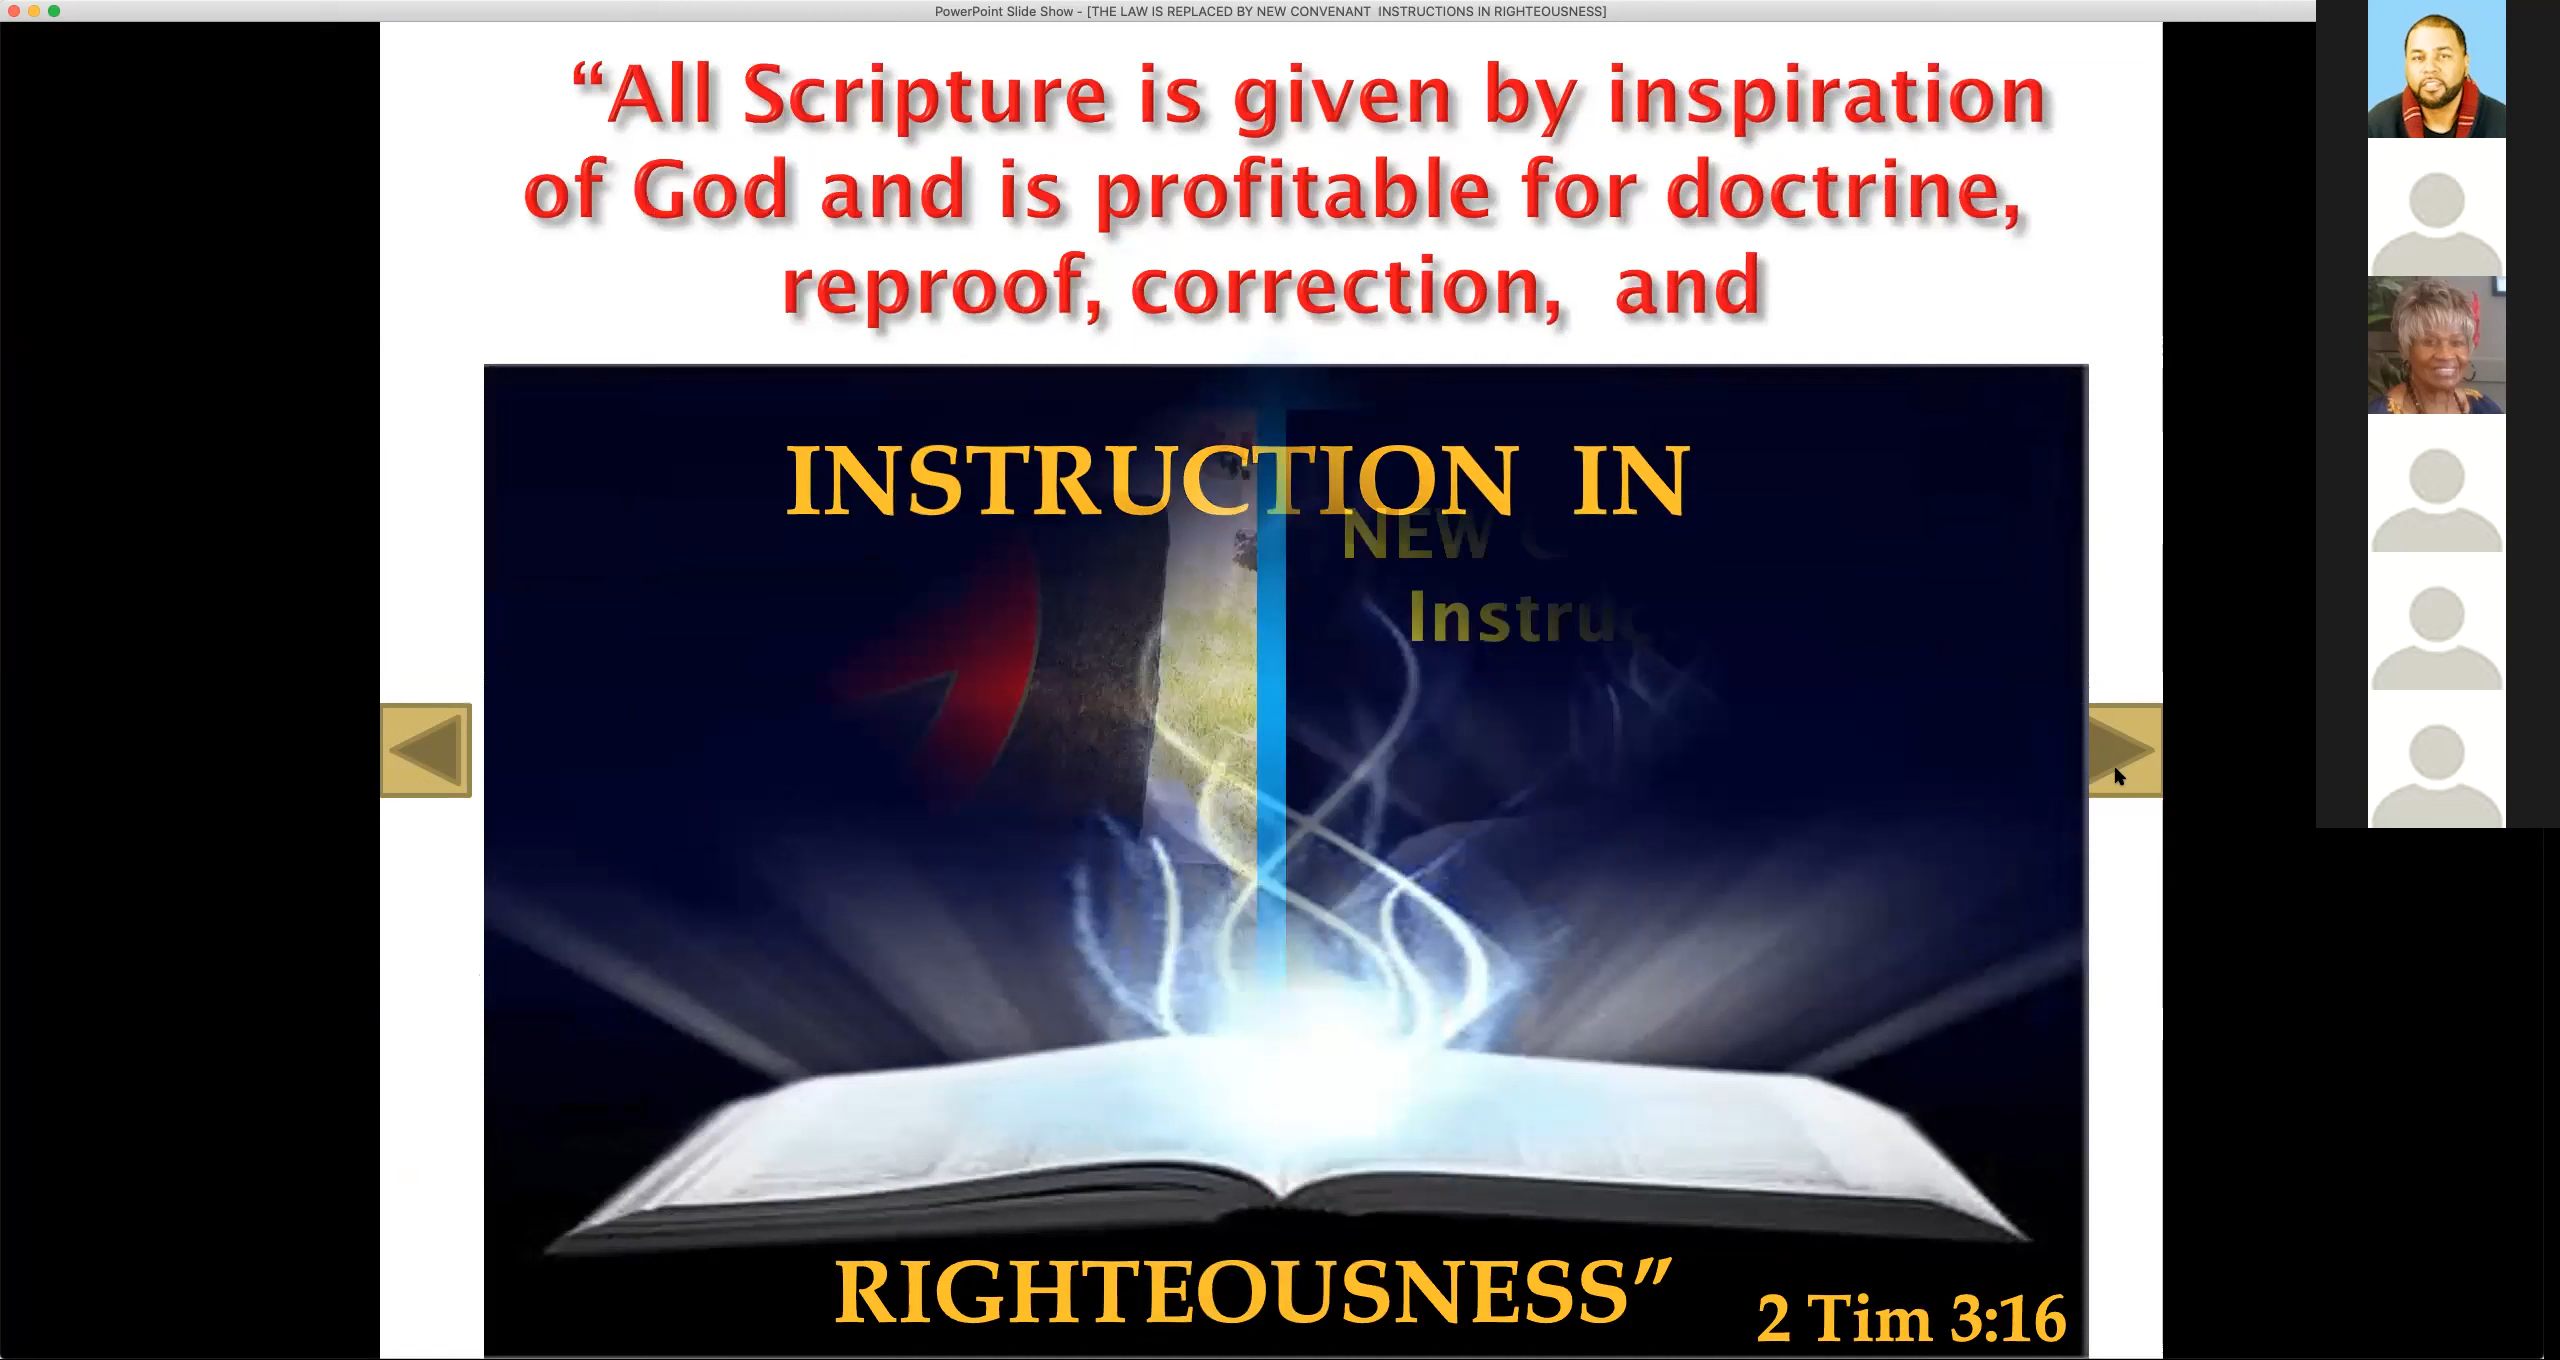 PowerPoint Slide Show - [THE LAW IS REPLACED BY NEW CONVENANT  INSTRUCTIONS IN RIGHTEOUSNESS]
“All Scripture is given by inspiration
of God and is profitable for doctrine,
reproof, correction,  and
INSTRUCTION  IN
NEW
RIGHTEOUSNESS”
2 Tim 3:16